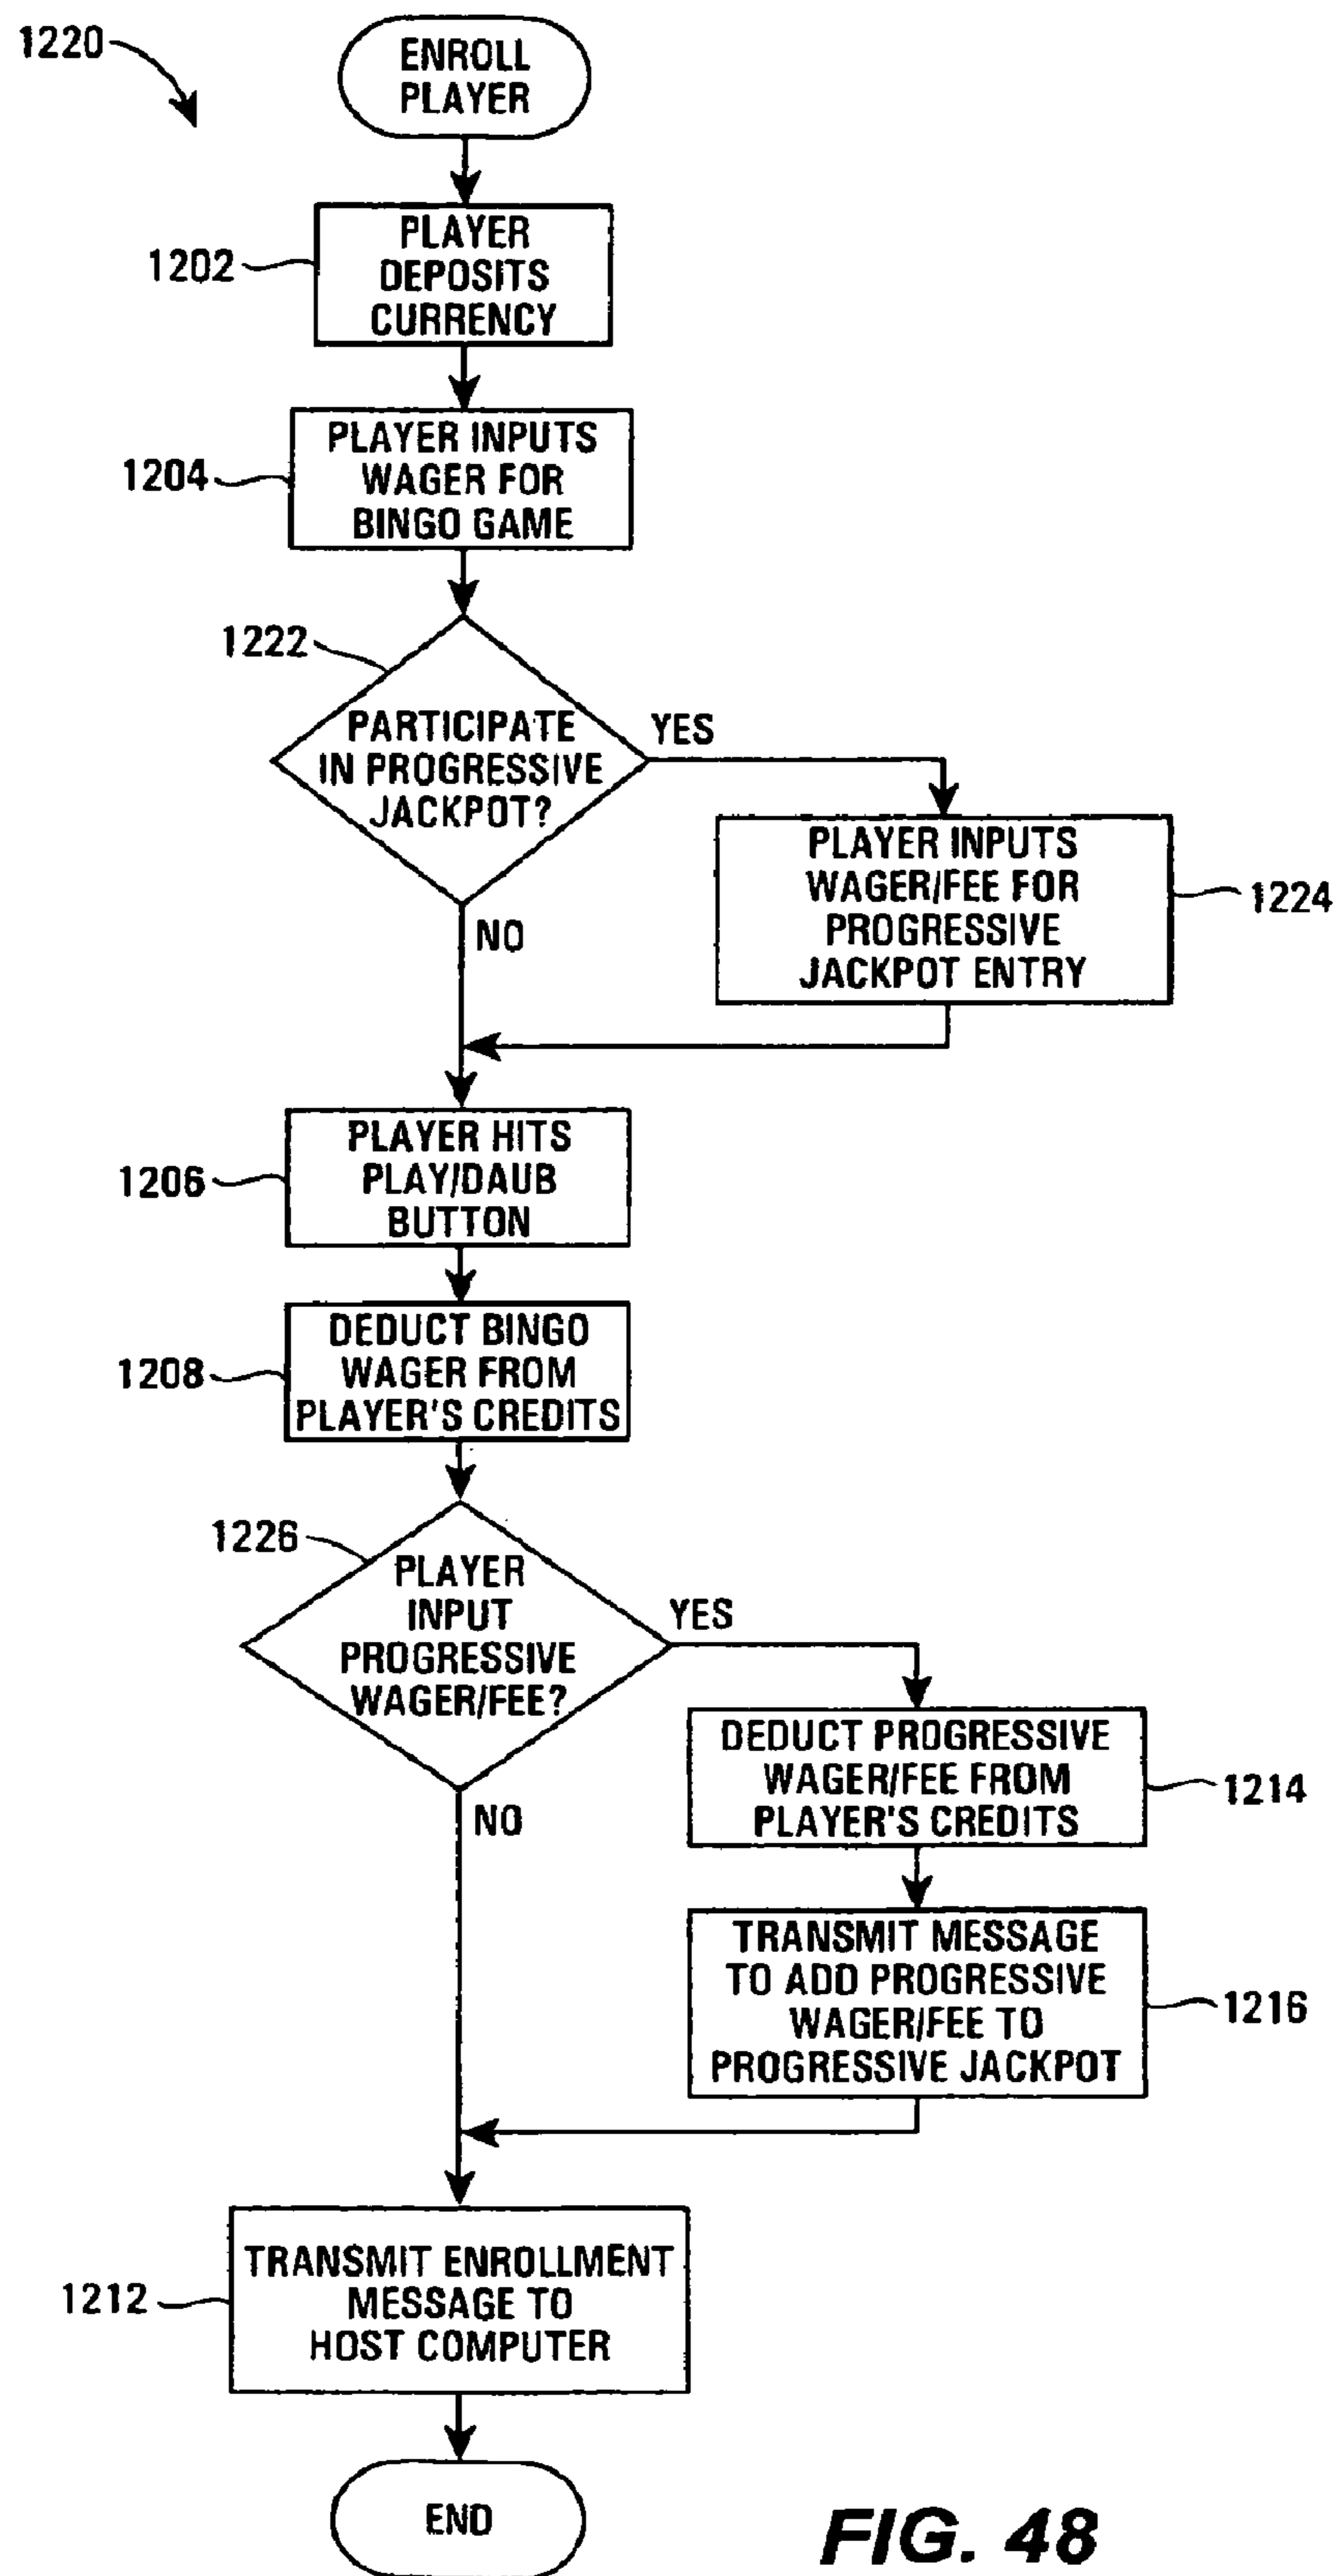 1220
ENROLL
PLAYER
1202
PLAYER
DEPOSITS
CURRENCY
1204
PLAYER INPUTS
WAGER FOR
BINGO GAME
1222
PARTICIPATE
IN PROGRESSIVE
JACKPOT?
YES
NO
PLAYER INPUTS
WAGER/FEE FOR
PROGRESSIVE
JACKPOT ENTRY
1224
1206
PLAYER HITS
PLAY/DAUB
BUTTON
1208
DEDUCT BINGO
WAGER FROM
PLAYER'S CREDITS
1226
PLAYER
INPUT
PROGRESSIVE
WAGER/FEE?
YES
NO
DEDUCT PROGRESSIVE
WAGER/FEE FROM
PLAYER'S CREDITS
1214
TRANSMIT MESSAGE
TO ADD PROGRESSIVE
WAGER/FEE TO
PROGRESSIVE JACKPOT
1216
1212
TRANSMIT ENROLLMENT
MESSAGE TO
HOST COMPUTER
END
FIG. 48